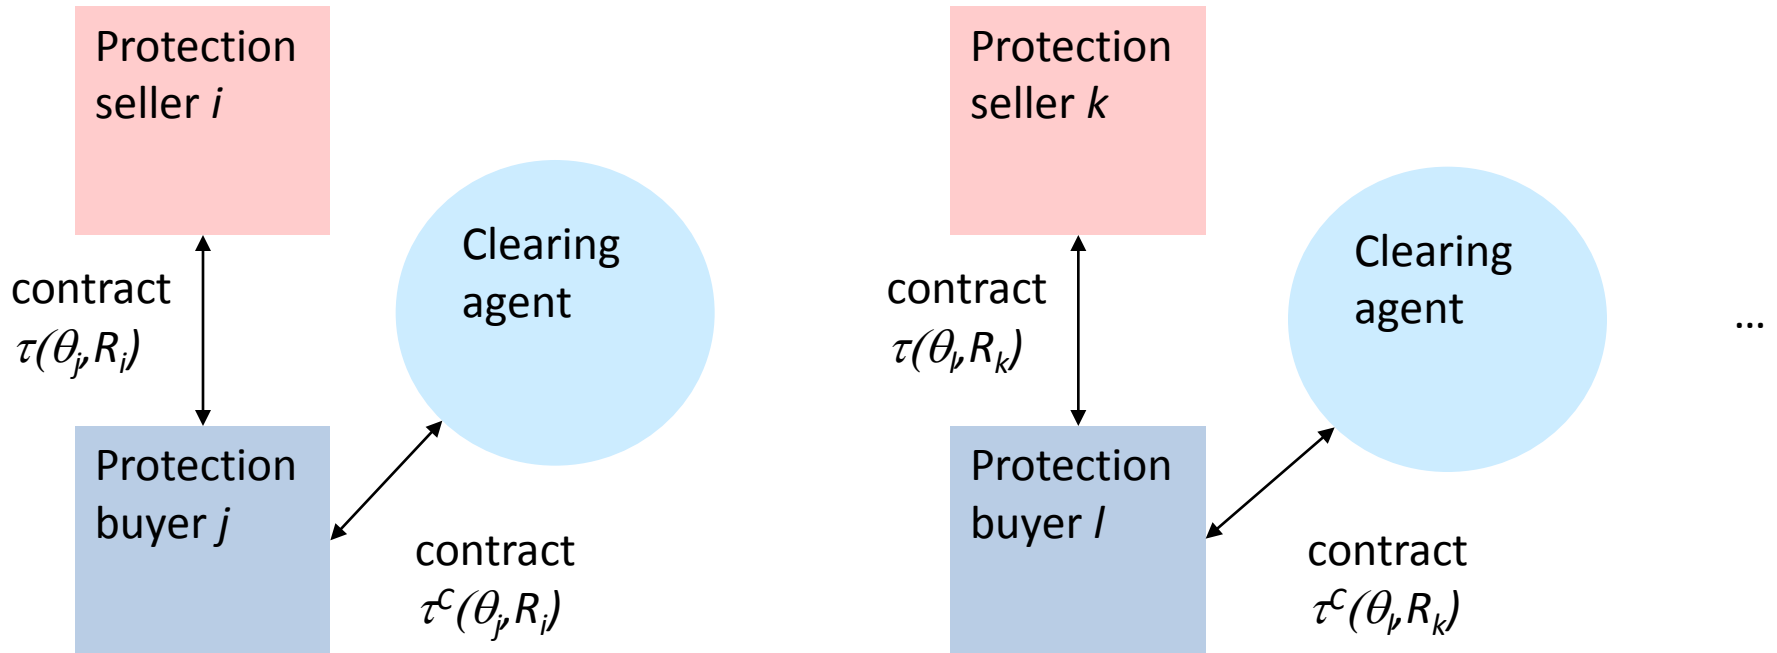 Protection
seller i
contract
τ(θj,Ri)
Protection
buyer j
Clearing
agent
contract
τC(θj,Ri)
Protection
seller k
contract
τ(θl,Rk)
Protection
buyer l
Clearing
agent
contract
τC(θl,Rk)
...